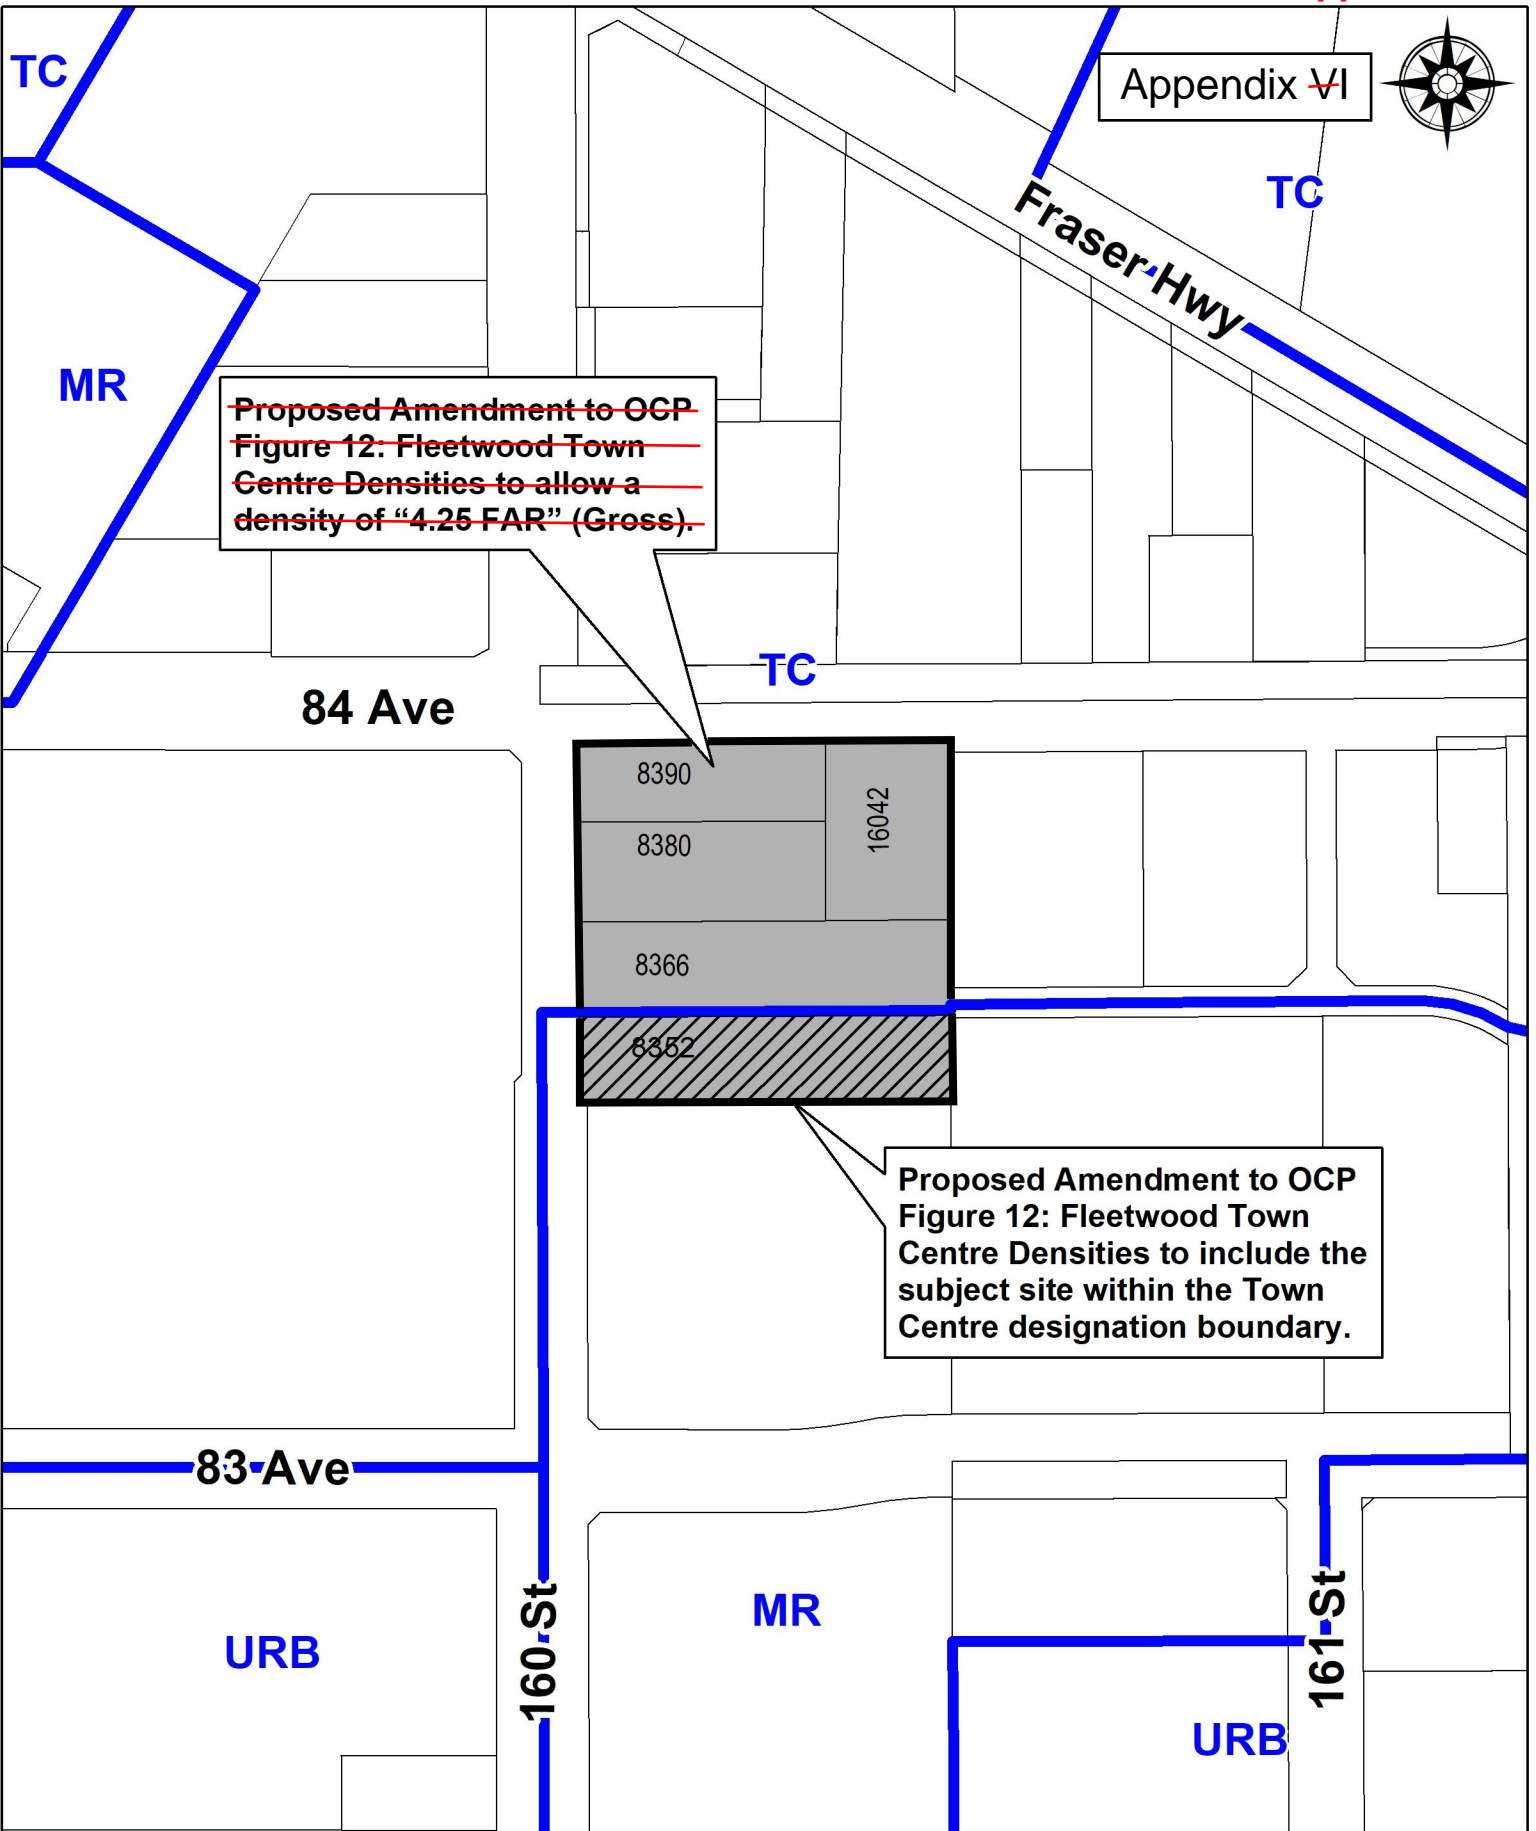 TC
Appendix VI
TC
Fraser Hwy
MR
Proposed Amendment to OCP
Figure 12: Fleetwood Town
Centre Densities to allow a
density of “4.25 FAR” (Gross).
TC
84 Ave
8390
16042
8380
8366
8352
Proposed Amendment to OCP
Figure 12: Fleetwood Town
Centre Densities to include the
subject site within the Town
Centre designation boundary.
83 Ave
160 St
MR
161 St
URB
URB